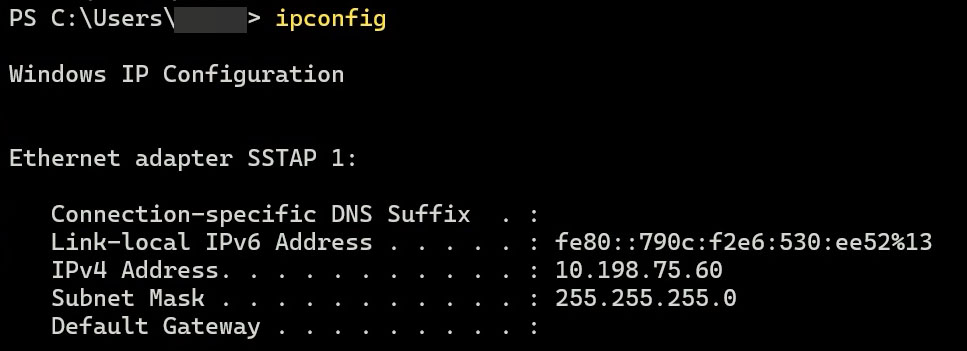 PS C:\Users\> ipconfig
Windows IP Configuration
Ethernet adapter SSTAP 1:
Connection-specific DNS Suffix  . :
Link-local IPv6 Address . . . . . : fe80::790c:f2e6:530:ee52%13
IPv4 Address. . . . . . . . . . . : 10.198.75.60
Subnet Mask . . . . . . . . . . . : 255.255.255.0
Default Gateway . . . . . . . . . :